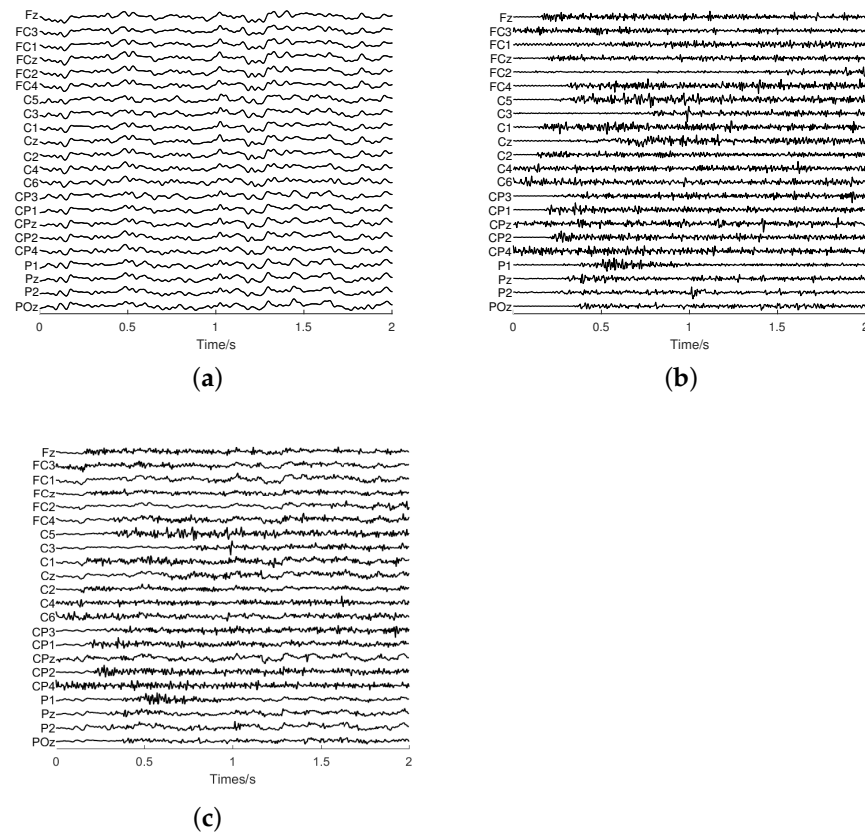 Fz
FC3
FC1
FCz
FC2
FC4
C5
C3
C1
Cz
C2
C4
C6
CP3
CP1
CPz
CP2
CP4
P1
Pz
P2
POz
0 0.5 1 1.5 2
Time/s
(a)
Fz
FC3
FC1
FCz
FC2
FC4
C5
C3
C1
Cz
C2
C4
C6
CP3
CP1
CPz
CP2
CP4
P1
Pz
P2
POz
0 0.5 1 1.5 2
Time/s
(b)
Fz
FC3
FC1
FCz
FC2
FC4
C5
C3
C1
Cz
C2
C4
C6
CP3
CP1
CPz
CP2
CP4
P1
Pz
P2
POz
0 0.5 1 1.5 2
Times/s
(c)